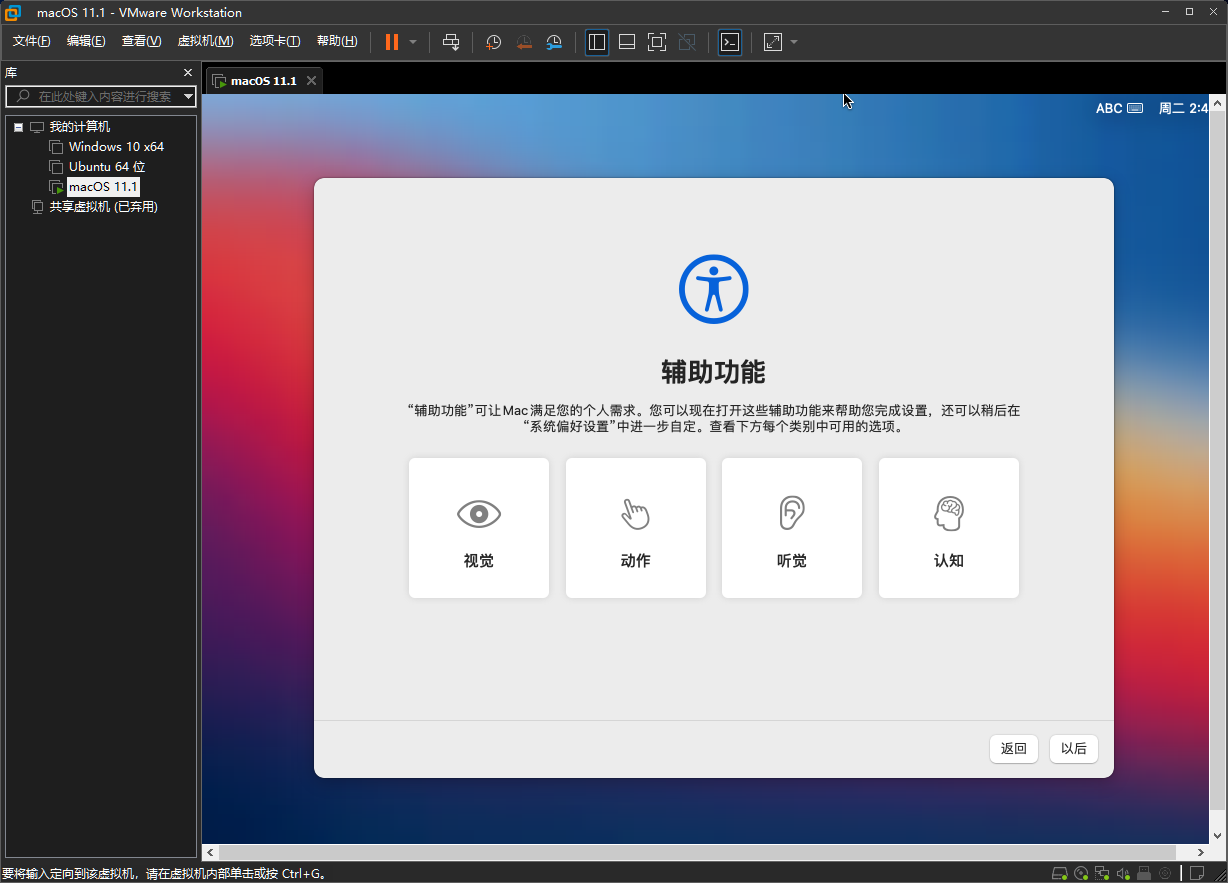 macOS 11.1 - VMware Workstation
文件(F) 编辑(E) 查看(V) 虚拟机(M) 选项卡(T) 帮助(H)
库
在此处键入内容进行搜索
我的计算机
Windows 10 x64
Ubuntu 64 位
macOS 11.1
共享虚拟机 (已弃用)
macOS 11.1
ABC 周二 2:4
辅助功能
“辅助功能”可让 Mac 满足您的个人需求。您可以现在打开这些辅助功能来帮助您完成设置，还可以稍后在
“系统偏好设置”中进一步自定。查看下方每个类别中可用的选项。
视觉 动作 听觉 认知
返回 以后
要将输入定向到该虚拟机，请在虚拟机内部单击或按 Ctrl+G。